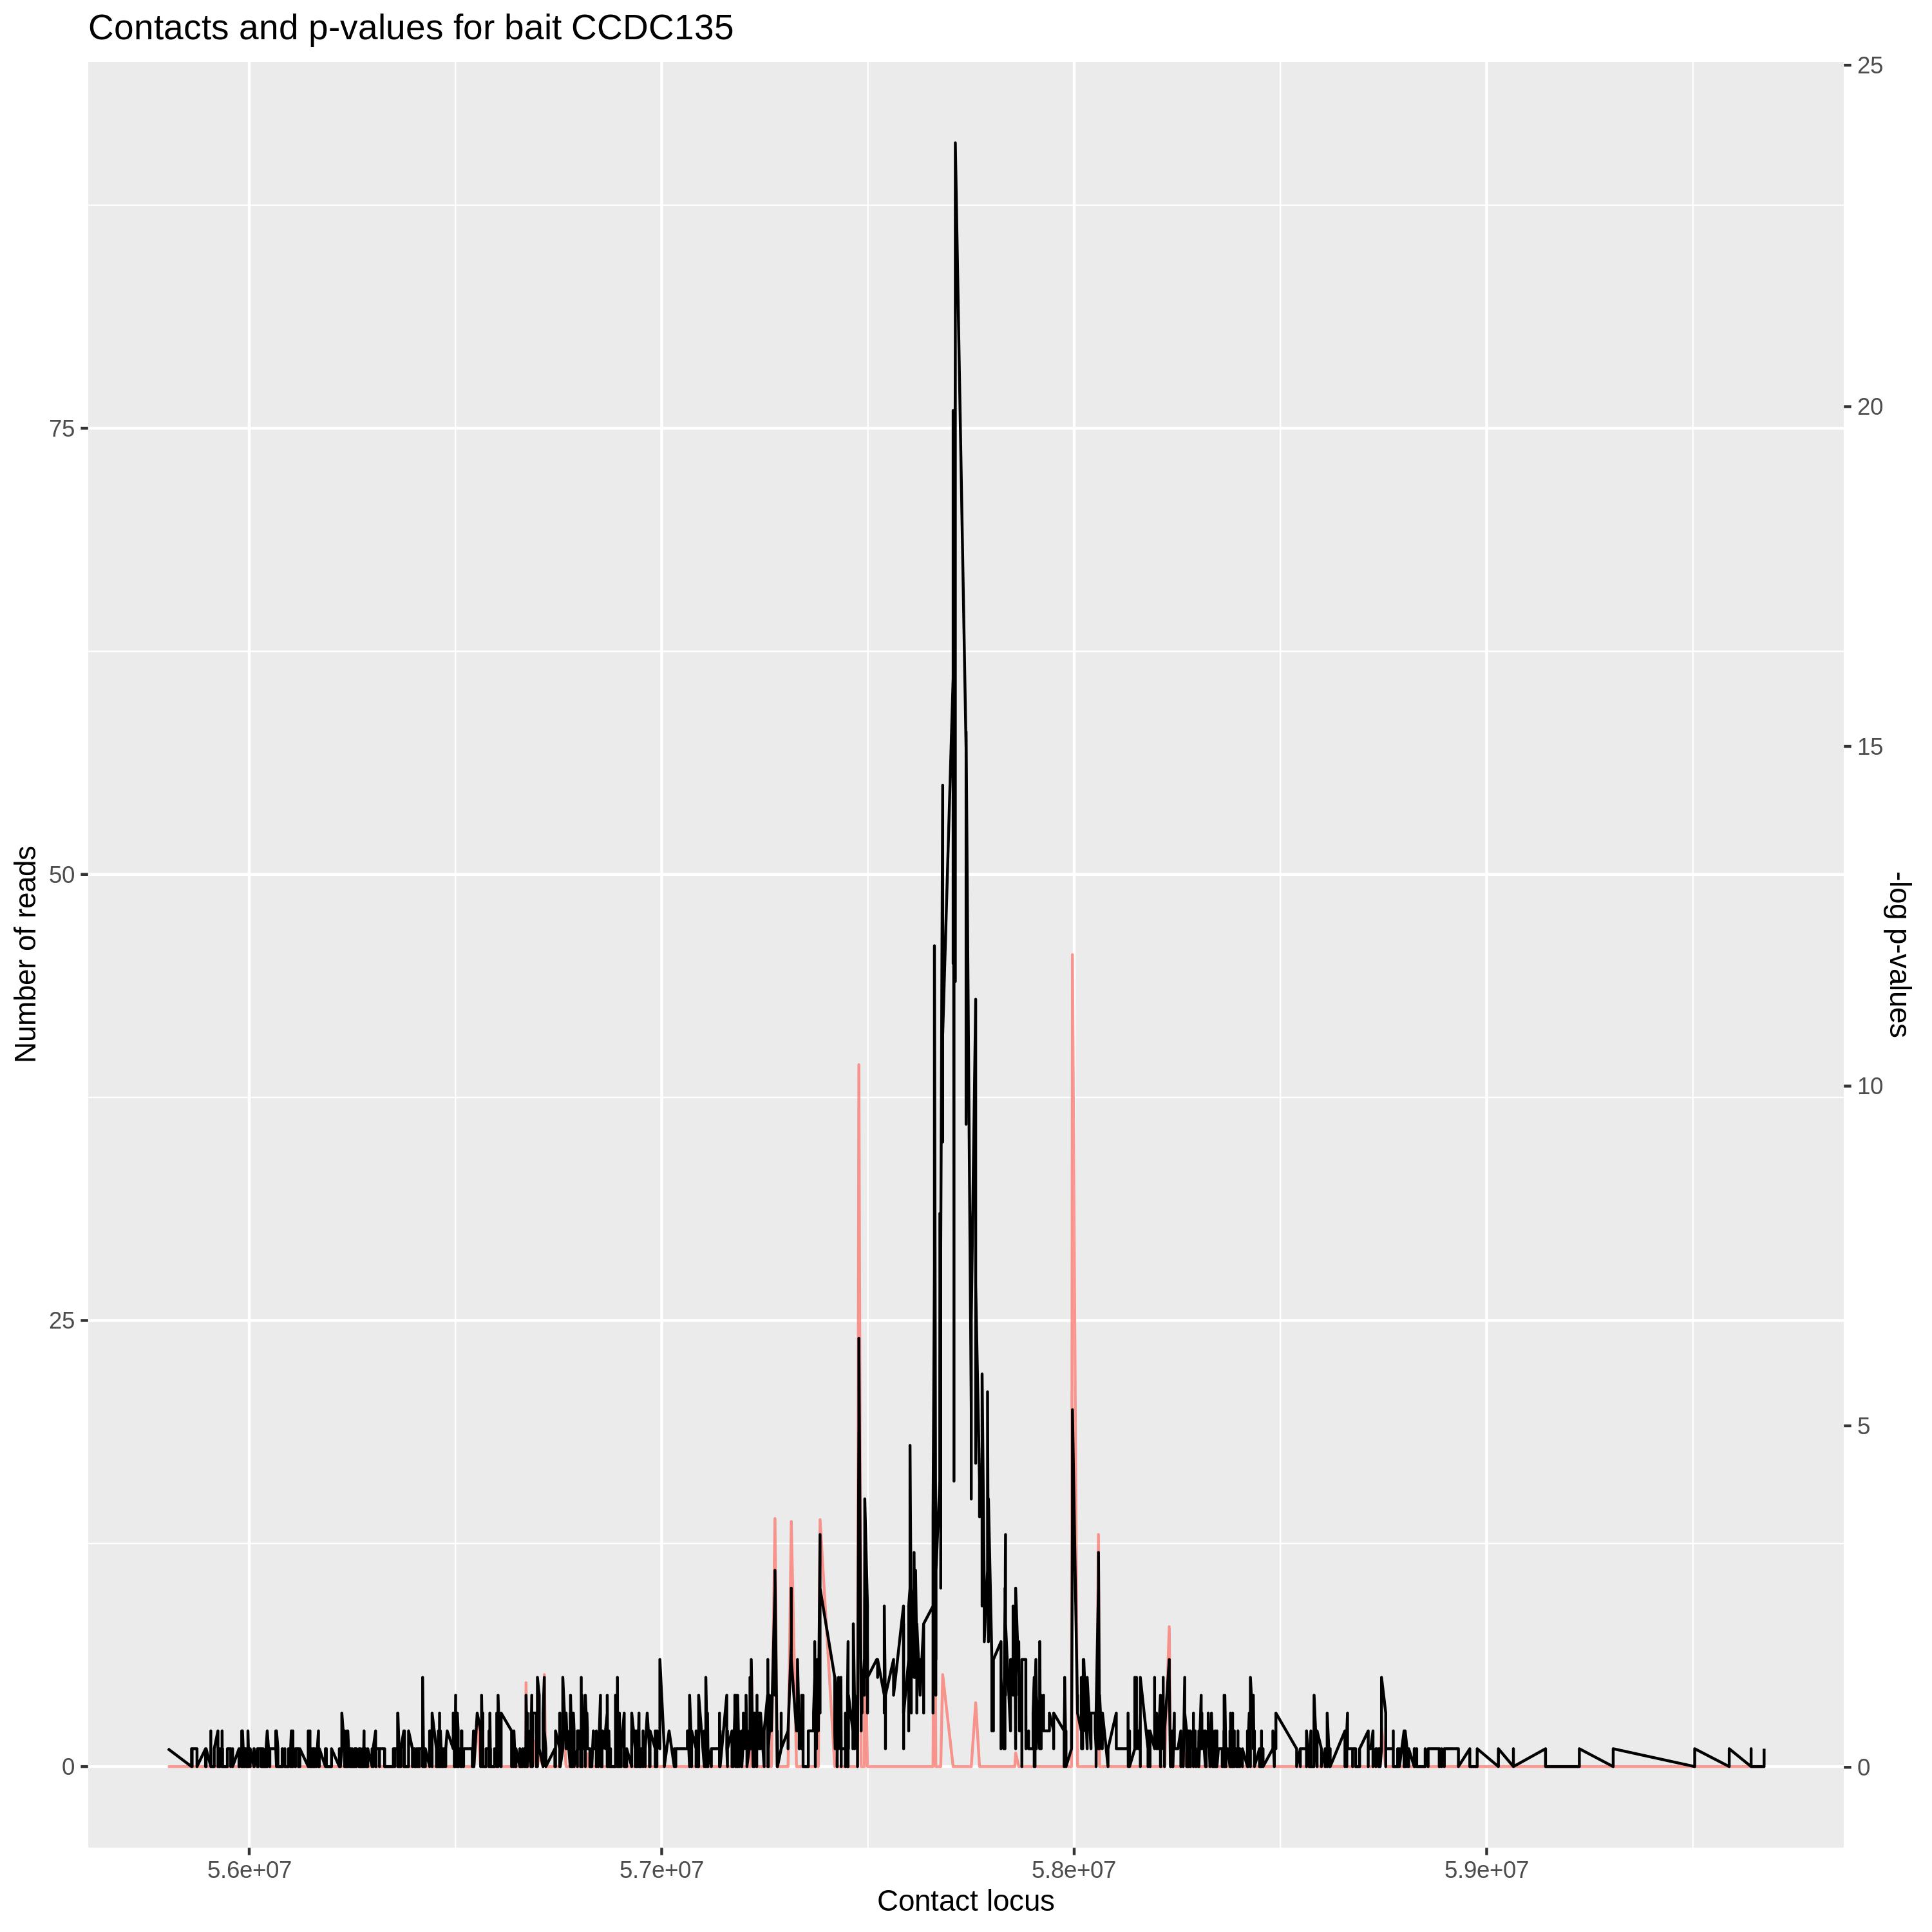 Contacts and p-values for bait CCDC135
25
20
75
15
50
10
25
5
0
0
Number of reads
-log p-values
5.6e+07
5.7e+07
5.8e+07
5.9e+07
Contact locus